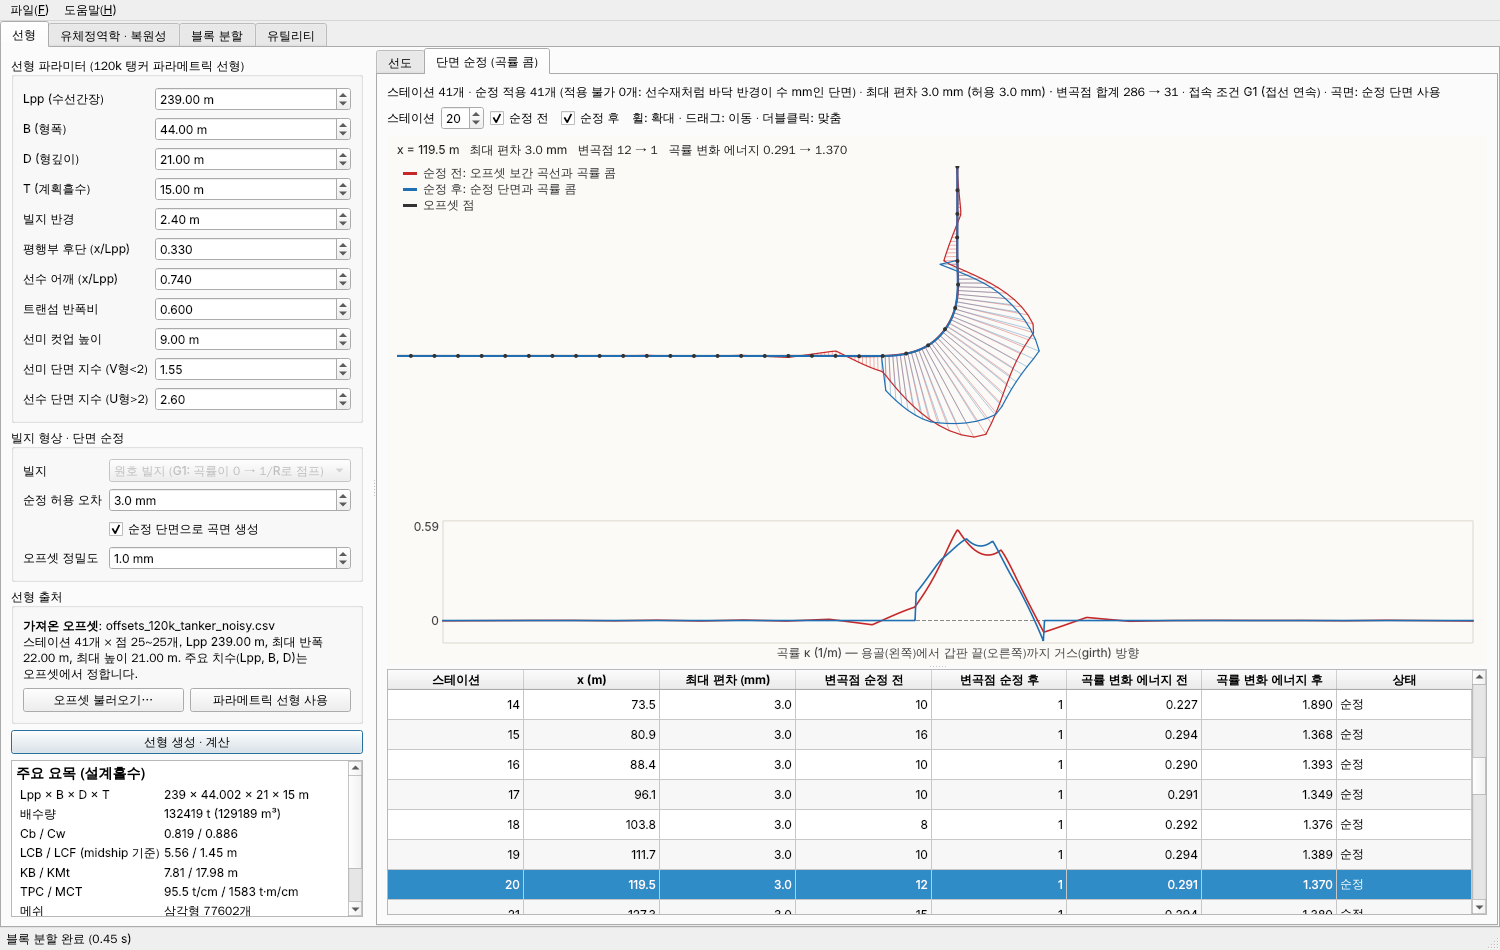 파일(F) 도움말(H)
선형 유체정역학 · 복원성 블록 분할 유틸리티
선형 파라미터 (120k 탱커 파라메트릭 선형)
Lpp (수선간장) 239.00 m
B (형폭) 44.00 m
D (형깊이) 21.00 m
T (계획흘수) 15.00 m
빌지 반경 2.40 m
평행부 후단 (x/Lpp) 0.330
선수 어깨 (x/Lpp) 0.740
트랜섬 반폭비 0.600
선미 컷업 높이 9.00 m
선미 단면 지수 (V형<2) 1.55
선수 단면 지수 (U형>2) 2.60
빌지 형상 · 단면 순정
빌지 원호 빌지 (G1: 곡률이 0 → 1/R로 점프)
순정 허용 오차 3.0 mm
순정 단면으로 곡면 생성
오프셋 정밀도 1.0 mm
선형 출처
가져온 오프셋: offsets_120k_tanker_noisy.csv
스테이션 41개 × 점 25~25개, Lpp 239.00 m, 최대 반폭
22.00 m, 최대 높이 21.00 m. 주요 치수(Lpp, B, D)는
오프셋에서 정합니다.
오프셋 불러오기… 파라메트릭 선형 사용
선형 생성 · 계산
주요 요목 (설계흘수)
Lpp × B × D × T 239 × 44.002 × 21 × 15 m
배수량 132419 t (129189 m³)
Cb / Cw 0.819 / 0.886
LCB / LCF (midship 기준) 5.56 / 1.45 m
KB / KMt 7.81 / 17.98 m
TPC / MCT 95.5 t/cm / 1583 t·m/cm
메쉬 삼각형 77602개
선도 단면 순정 (곡률 콤)
스테이션 41개 · 순정 적용 41개 (적용 불가 0개: 선수재처럼 바닥 반경이 수 mm인 단면) · 최대 편차 3.0 mm (허용 3.0 mm) · 변곡점 합계 286 → 31 · 접속 조건 G1 (접선 연속) · 곡면: 순정 단면 사용
스테이션 20 순정 전 순정 후 휠: 확대 · 드래그: 이동 · 더블클릭: 맞춤
x = 119.5 m 최대 편차 3.0 mm 변곡점 12 → 1 곡률 변화 에너지 0.291 → 1.370
순정 전: 오프셋 보간 곡선과 곡률 콤
순정 후: 순정 단면과 곡률 콤
오프셋 점
0.59
0
곡률 κ (1/m) — 용골(왼쪽)에서 갑판 끝(오른쪽)까지 거스(girth) 방향
스테이션 x (m) 최대 편차 (mm) 변곡점 순정 전 변곡점 순정 후 곡률 변화 에너지 전 곡률 변화 에너지 후 상태
14 73.5 3.0 10 1 0.227 1.890 순정
15 80.9 3.0 16 1 0.294 1.368 순정
16 88.4 3.0 10 1 0.290 1.393 순정
17 96.1 3.0 10 1 0.291 1.349 순정
18 103.8 3.0 8 1 0.292 1.376 순정
19 111.7 3.0 10 1 0.294 1.389 순정
20 119.5 3.0 12 1 0.291 1.370 순정
21 127.3 3.0 15 1 0.294 1.380 순정
블록 분할 완료 (0.45 s)